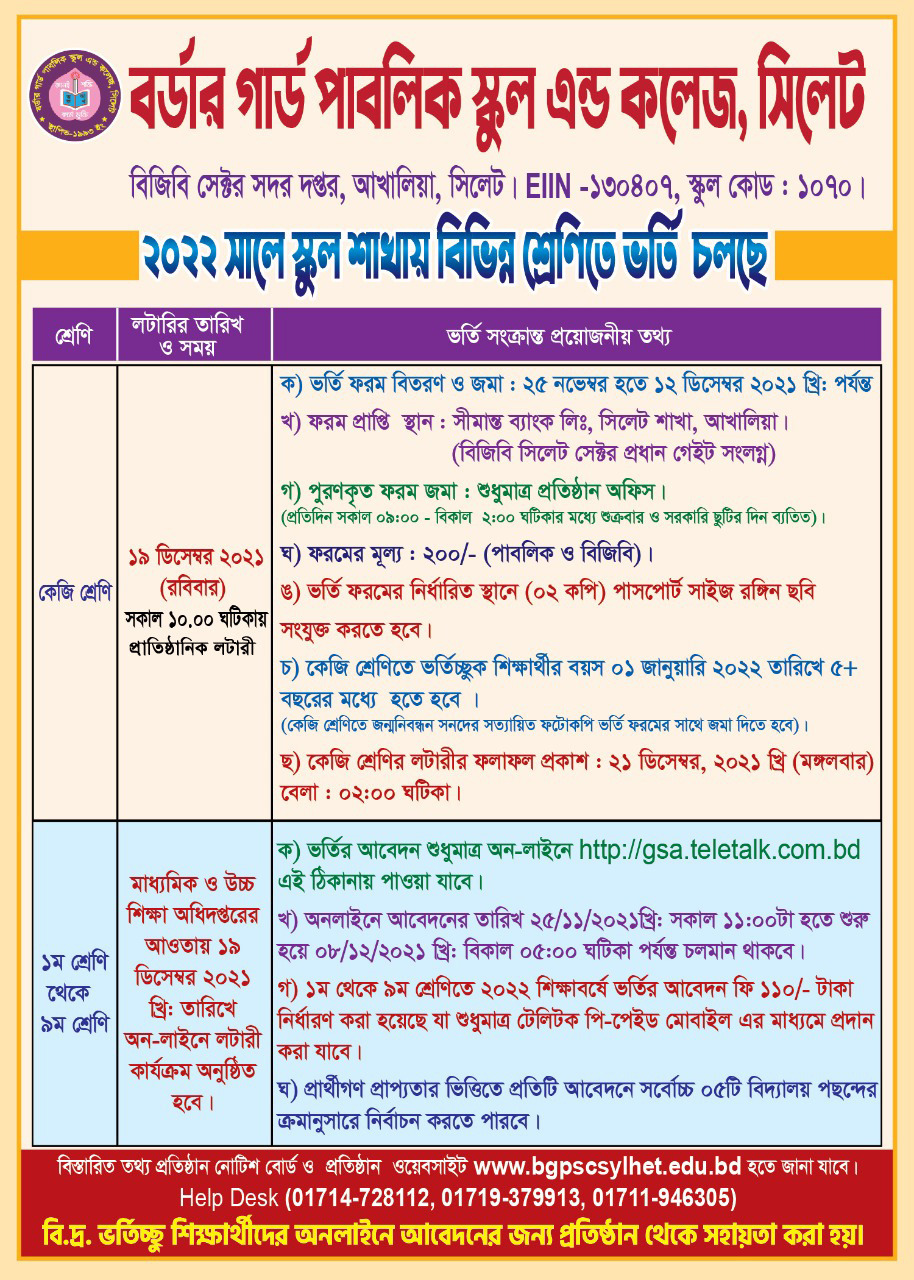 বর্ডার গার্ড পাবলিক স্কুল এন্ড কলেজ, সিলেট
বর্ডার গার্ড পাবলিক স্কুল এন্ড কলেজ, সিলেট
স্থাপিত-১৯৯৩ ইং
বিজিবি সেক্টর সদর দপ্তর, আখালিয়া, সিলেট। EIIN -১৩০৪০৭, স্কুল কোড : ১০৭০।
২০২২ সালে স্কুল শাখায় বিভিন্ন শ্রেণিতে ভর্তি চলছে
শ্রেণি
লটারির তারিখ
ও সময়
ভর্তি সংক্রান্ত প্রয়োজনীয় তথ্য
কেজি শ্রেণি
১৯ ডিসেম্বর ২০২১
(রবিবার)
সকাল ১০.০০ ঘটিকায়
প্রাতিষ্ঠানিক লটারী
ক) ভর্তি ফরম বিতরণ ও জমা : ২৫ নভেম্বর হতে ১২ ডিসেম্বর ২০২১ খ্রি: পর্যন্ত
খ) ফরম প্রাপ্তি স্থান : সীমান্ত ব্যাংক লিঃ, সিলেট শাখা, আখালিয়া।
(বিজিবি সিলেট সেক্টর প্রধান গেইট সংলগ্ন)
গ) পুরণকৃত ফরম জমা : শুধুমাত্র প্রতিষ্ঠান অফিস।
(প্রতিদিন সকাল ০৯:০০ - বিকাল ২:০০ ঘটিকার মধ্যে শুক্রবার ও সরকারি ছুটির দিন ব্যতিত)।
ঘ) ফরমের মূল্য : ২০০/- (পাবলিক ও বিজিবি)।
ঙ) ভর্তি ফরমের নির্ধারিত স্থানে (০২ কপি) পাসপোর্ট সাইজ রঙ্গিন ছবি
সংযুক্ত করতে হবে।
চ) কেজি শ্রেণিতে ভর্তিচ্ছুক শিক্ষার্থীর বয়স ০১ জানুয়ারি ২০২২ তারিখে ৫+
বছরের মধ্যে হতে হবে ।
(কেজি শ্রেণিতে জন্মনিবন্ধন সনদের সত্যায়িত ফটোকপি ভর্তি ফরমের সাথে জমা দিতে হবে)।
ছ) কেজি শ্রেণির লটারীর ফলাফল প্রকাশ : ২১ ডিসেম্বর, ২০২১ খ্রি (মঙ্গলবার)
বেলা : ০২:০০ ঘটিকা।
১ম শ্রেণি
থেকে
৯ম শ্রেণি
মাধ্যমিক ও উচ্চ
শিক্ষা অধিদপ্তরের
আওতায় ১৯
ডিসেম্বর ২০২১
খ্রি: তারিখে
অন-লাইনে লটারী
কার্যক্রম অনুষ্ঠিত
হবে।
ক) ভর্তির আবেদন শুধুমাত্র অন-লাইনে http://gsa.teletalk.com.bd
এই ঠিকানায় পাওয়া যাবে।
খ) অনলাইনে আবেদনের তারিখ ২৫/১১/২০২১খ্রি: সকাল ১১:০০টা হতে শুরু
হয়ে ০৮/১২/২০২১ খ্রি: বিকাল ০৫:০০ ঘটিকা পর্যন্ত চলমান থাকবে।
গ) ১ম থেকে ৯ম শ্রেণিতে ২০২২ শিক্ষাবর্ষে ভর্তির আবেদন ফি ১১০/- টাকা
নির্ধারণ করা হয়েছে যা শুধুমাত্র টেলিটক পি-পেইড মোবাইল এর মাধ্যমে প্রদান
করা যাবে।
ঘ) প্রার্থীগণ প্রাপ্যতার ভিত্তিতে প্রতিটি আবেদনে সর্বোচ্চ ০৫টি বিদ্যালয় পছন্দের
ক্রমানুসারে নির্বাচন করতে পারবে।
বিস্তারিত তথ্য প্রতিষ্ঠান নোটিশ বোর্ড ও প্রতিষ্ঠান ওয়েবসাইট www.bgpscsylhet.edu.bd হতে জানা যাবে।
Help Desk (01714-728112, 01719-379913, 01711-946305)
বি.দ্র. ভর্তিচ্ছু শিক্ষার্থীদের অনলাইনে আবেদনের জন্য প্রতিষ্ঠান থেকে সহায়তা করা হয়।